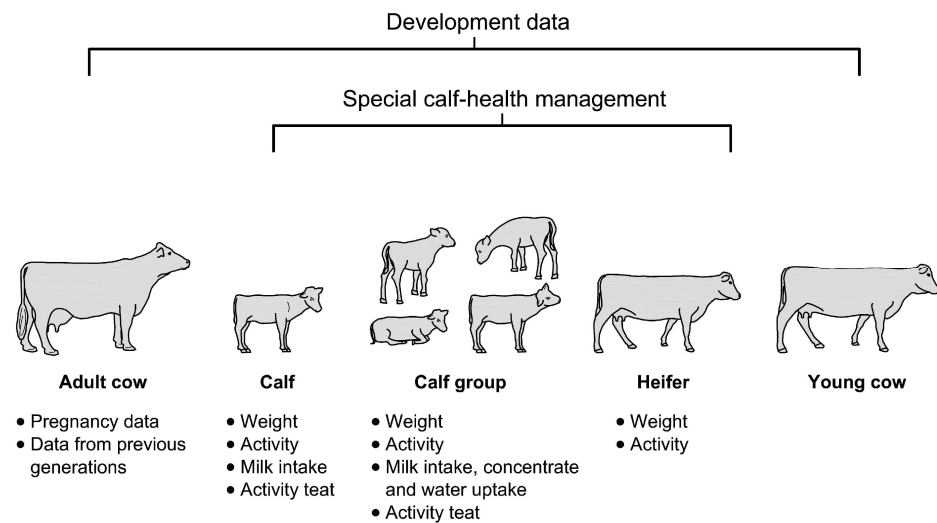 Development data
Special calf-health management
Adult cow
• Pregnancy data
• Data from previous
generations
Calf
• Weight
• Activity
• Milk intake
• Activity teat
Calf group
• Weight
• Activity
• Milk intake, concentrate
and water uptake
• Activity teat
Heifer
• Weight
• Activity
Young cow